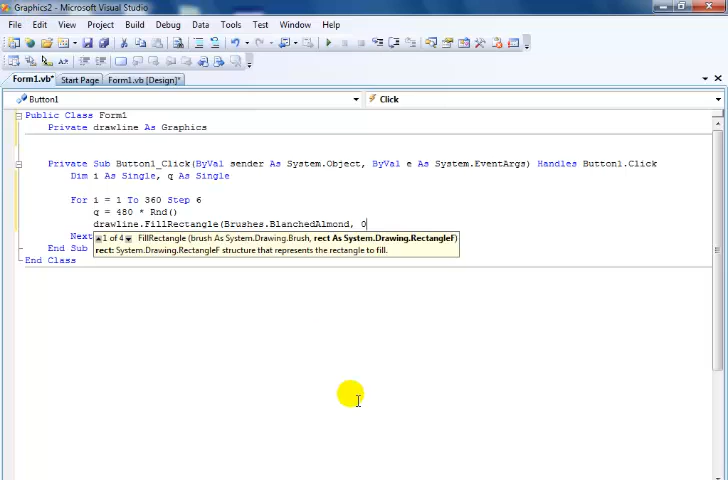 Graphics2 - Microsoft Visual Studio
File Edit View Project Build Debug Data Tools Test Window Help
Form1.vb* Start Page Form1.vb [Design]*
Button1 Click
Public Class Form1
Private drawline As Graphics
Private Sub Button1_Click(ByVal sender As System.Object, ByVal e As System.EventArgs) Handles Button1.Click
Dim i As Single, q As Single
For i = 1 To 360 Step 6
q = 480 * Rnd()
drawline.FillRectangle(Brushes.BlanchedAlmond, 0
Next
1 of 4 FillRectangle (brush As System.Drawing.Brush, rect As System.Drawing.RectangleF)
End Sub
rect: System.Drawing.RectangleF structure that represents the rectangle to fill.
End Class